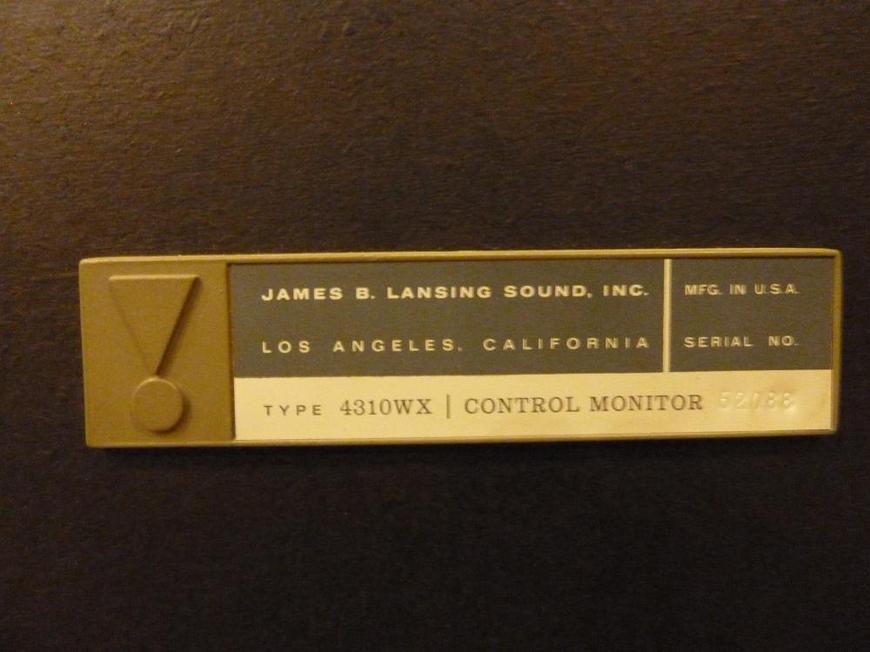 JAMES B. LANSING SOUND, INC.
LOS ANGELES, CALIFORNIA
MFG. IN U.S.A.
SERIAL NO.
TYPE 4310WX | CONTROL MONITOR